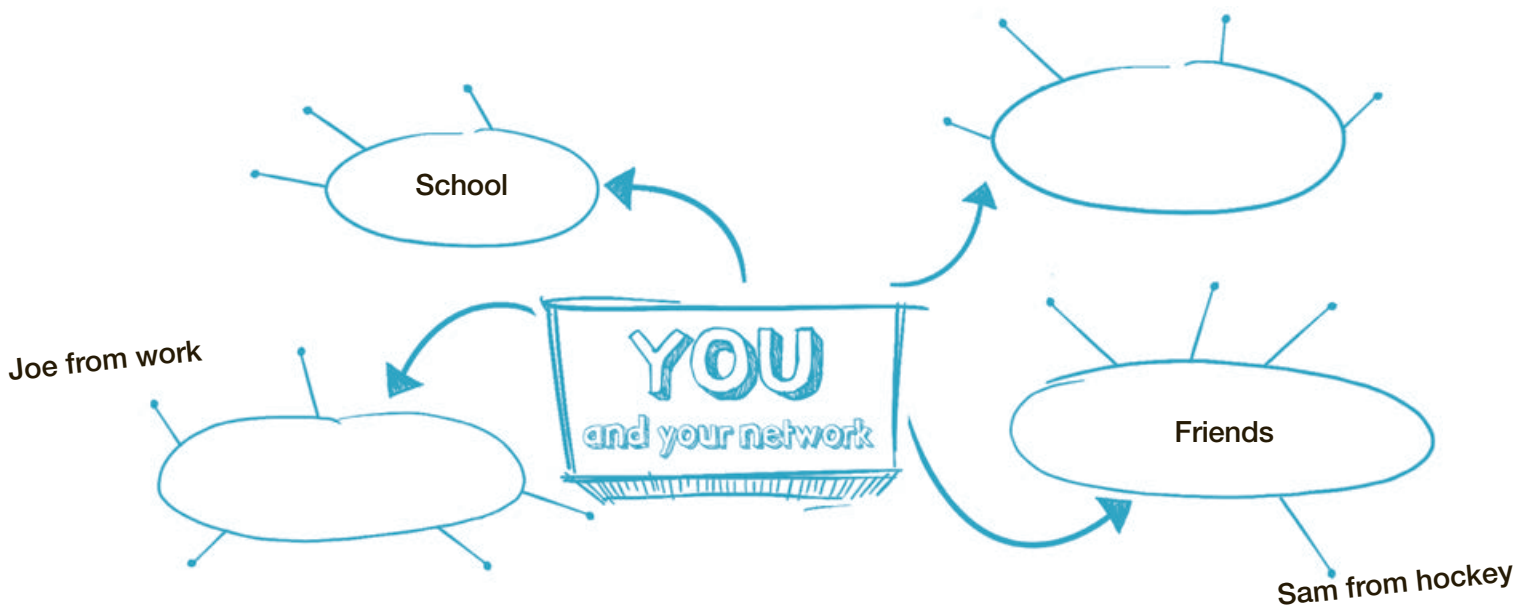 School
YOU
and your network
Joe from work
Friends
Sam from hockey